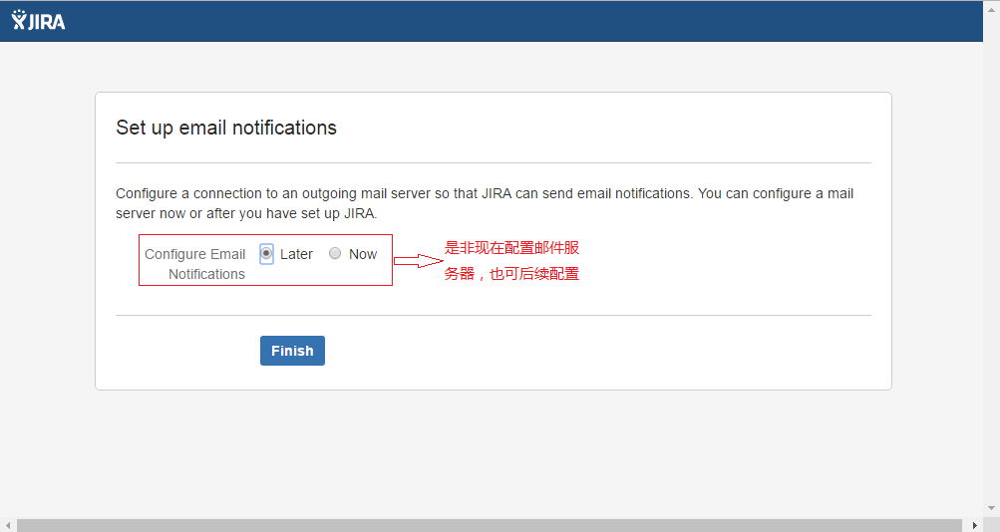 JIRA
Set up email notifications
Configure a connection to an outgoing mail server so that JIRA can send email notifications. You can configure a mail
server now or after you have set up JIRA.
Configure Email Later Now
Notifications
是非现在配置邮件服
务器，也可后续配置
Finish